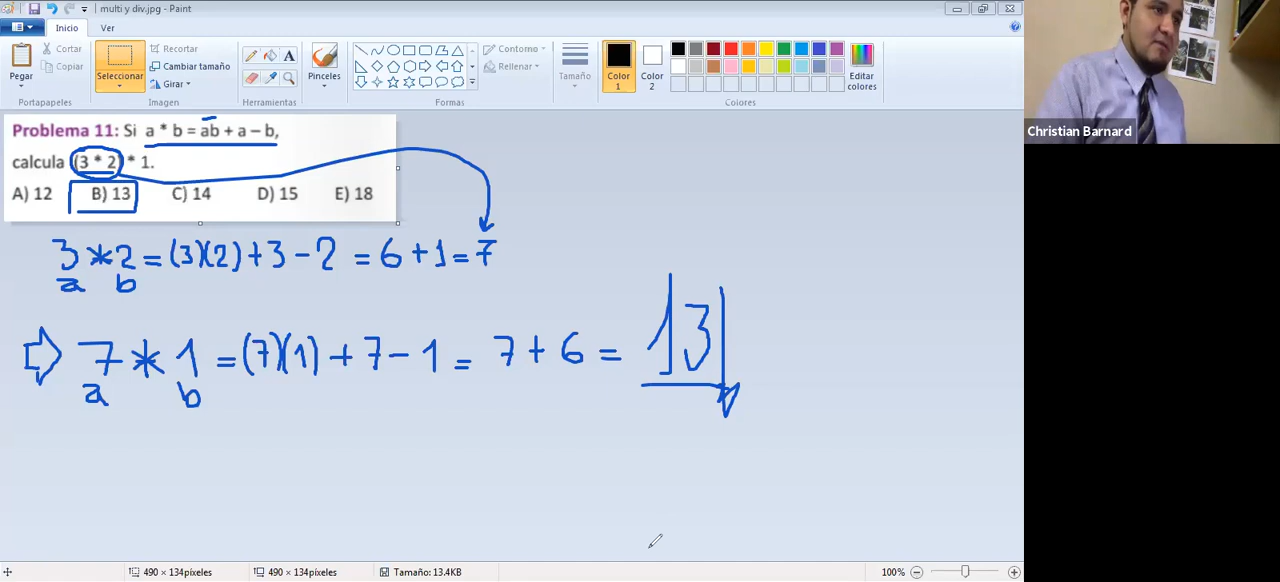 multi y div.jpg - Paint
Inicio Ver
Pegar Cortar Copiar
Portapapeles
Seleccionar Recortar Cambiar tamaño Girar
Imagen
A
Herramientas
Pinceles
Contorno Rellenar
Formas
Tamaño
Color 1 Color 2
Editar colores
Colores
Christian Barnard
Problema 11: Si a * b = ab + a – b,
calcula (3 * 2) * 1.
A) 12 B) 13 C) 14 D) 15 E) 18
3 * 2 = (3)(2) + 3 - 2 = 6 + 1 = 7
a b
7 * 1 = (7)(1) + 7 - 1 = 7 + 6 = 13
a b
490 × 134píxeles 490 × 134píxeles Tamaño: 13.4KB 100%